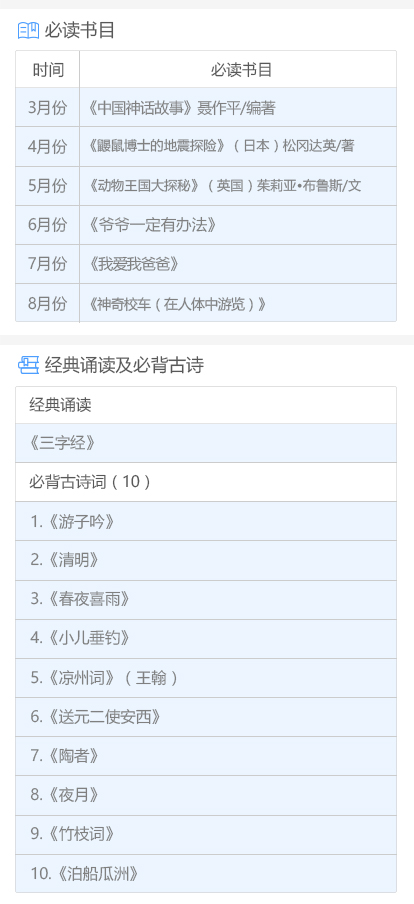 必读书目
时间 必读书目
3月份 《中国神话故事》聂作平/编著
4月份 《鼹鼠博士的地震探险》（日本）松冈达英/著
5月份 《动物王国大探秘》（英国）茱莉亚•布鲁斯/文
6月份 《爷爷一定有办法》
7月份 《我爱我爸爸》
8月份 《神奇校车（在人体中游览）》
经典诵读及必背古诗
经典诵读
《三字经》
必背古诗词（10）
1.《游子吟》
2.《清明》
3.《春夜喜雨》
4.《小儿垂钓》
5.《凉州词》（王翰）
6.《送元二使安西》
7.《陶者》
8.《夜月》
9.《竹枝词》
10.《泊船瓜洲》